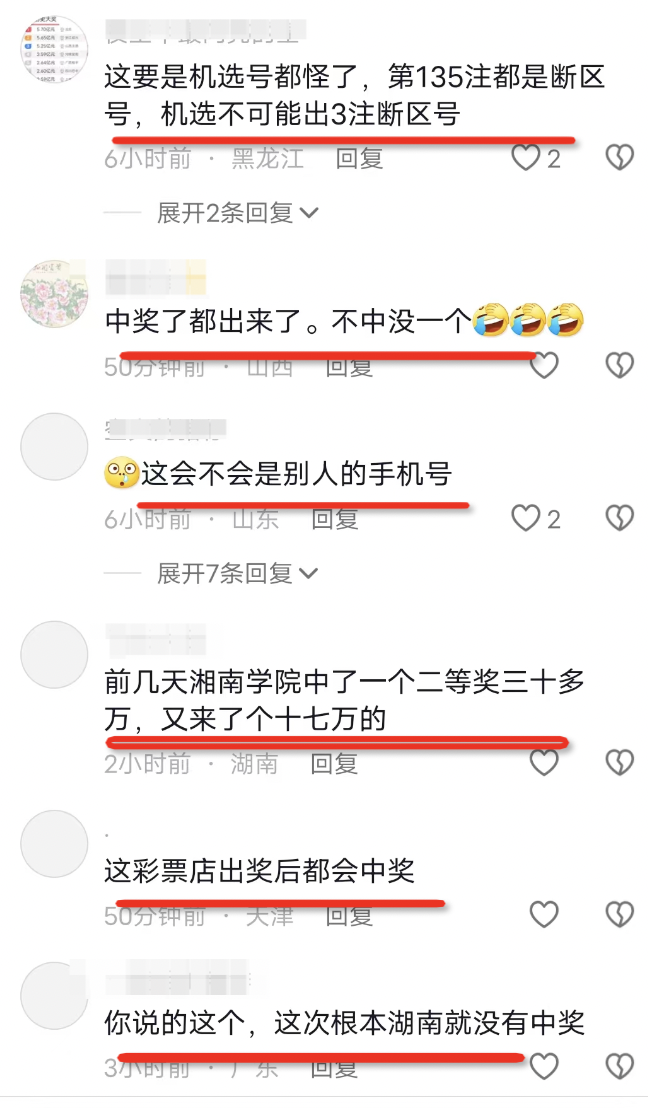 这要是机选号都怪了，第135注都是断区
号，机选不可能出3注断区号
6小时前 · 黑龙江 回复
2
展开2条回复
中奖了都出来了。不中没一个
50分钟前 · 山西 回复
这会不会是别人的手机号
6小时前 · 山东 回复
2
展开7条回复
前几天湘南学院中了一个二等奖三十多
万，又来了个十七万的
2小时前 · 湖南 回复
这彩票店出奖后都会中奖
50分钟前 · 天津 回复
你说的这个，这次根本湖南就没有中奖
3小时前 · 广东 回复